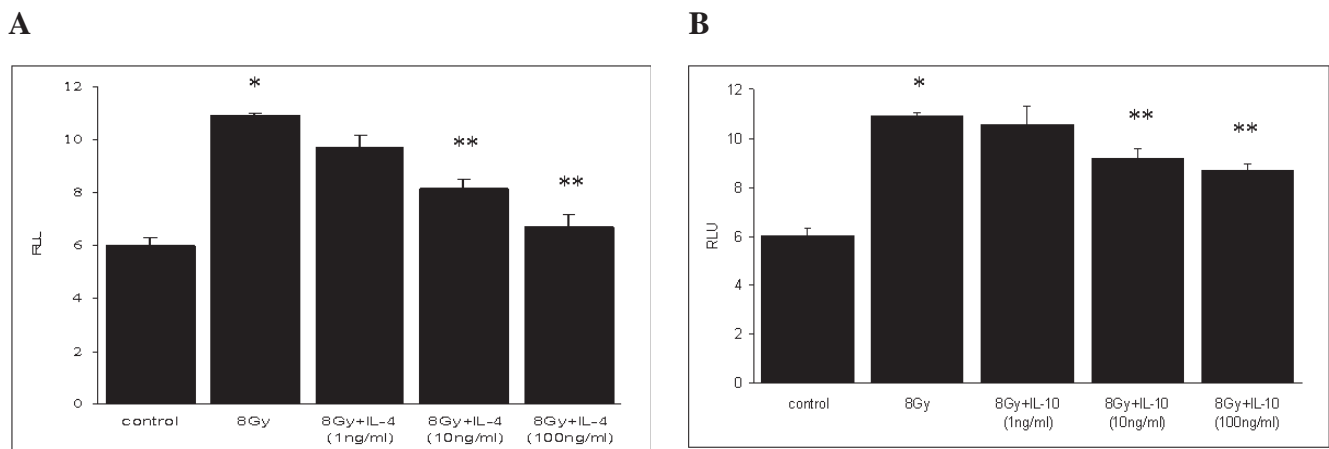 A
B
12
10
8
6
4
2
0
*
**
**
control
8Gy
8Gy+IL-4
(1ng/ml)
8Gy+IL-4
(10ng/ml)
8Gy+IL-4
(100ng/ml)
RLU
12
10
8
6
4
2
0
*
**
**
control
8Gy
8Gy+IL-10
(1ng/ml)
8Gy+IL-10
(10ng/ml)
8Gy+IL-10
(100ng/ml)